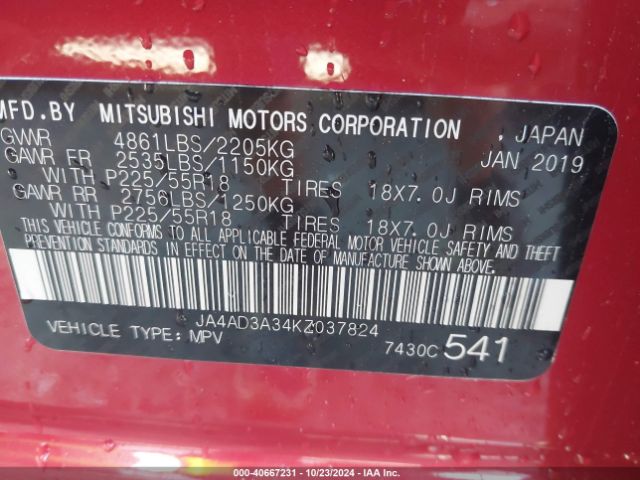 MFD.BY MITSUBISHI MOTORS CORPORATION , JAPAN
GVWR 4861LBS/2205KG JAN 2019
GAWR FR 2535LBS/1150KG
WITH P225/55R18 TIRES 18X7.0J RIMS
GAWR RR 2756LBS/1250KG
WITH P225/55R18 TIRES 18X7.0J RIMS
THIS VEHICLE CONFORMS TO ALL APPLICABLE FEDERAL MOTOR VEHICLE SAFETY AND THEFT
PREVENTION STANDARDS IN EFFECT ON THE DATE OF MANUFACTURE SHOWN ABOVE.
JA4AD3A34KZ037824
VEHICLE TYPE: MPV 7430C 541
000-40667231 - 10/23/2024 - IAA Inc.